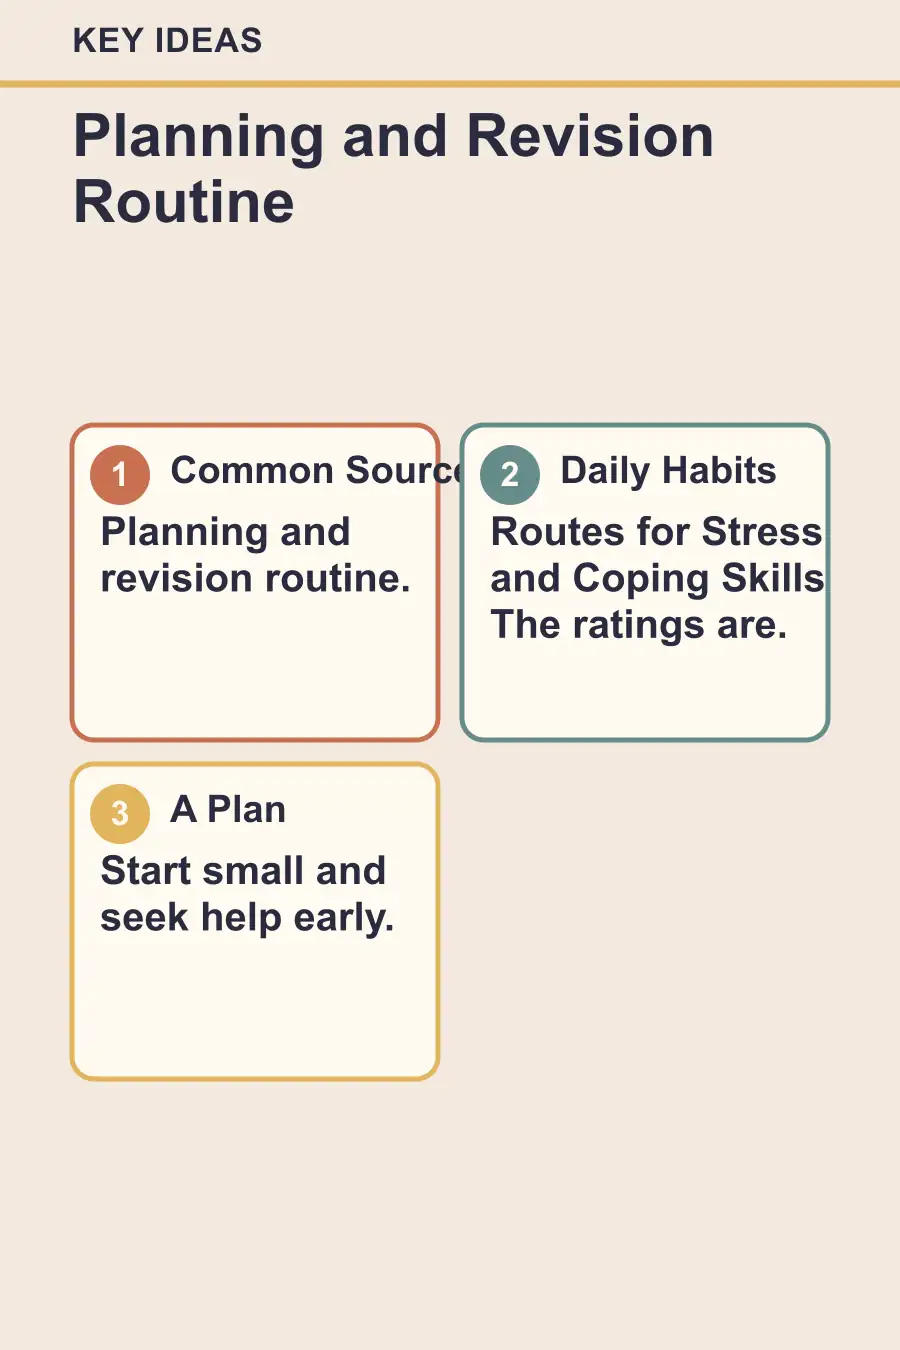 KEY IDEAS
Planning and Revision
Routine
1 Common Source
Planning and
revision routine.
2 Daily Habits
Routes for Stress
and Coping Skills
The ratings are.
3 A Plan
Start small and
seek help early.